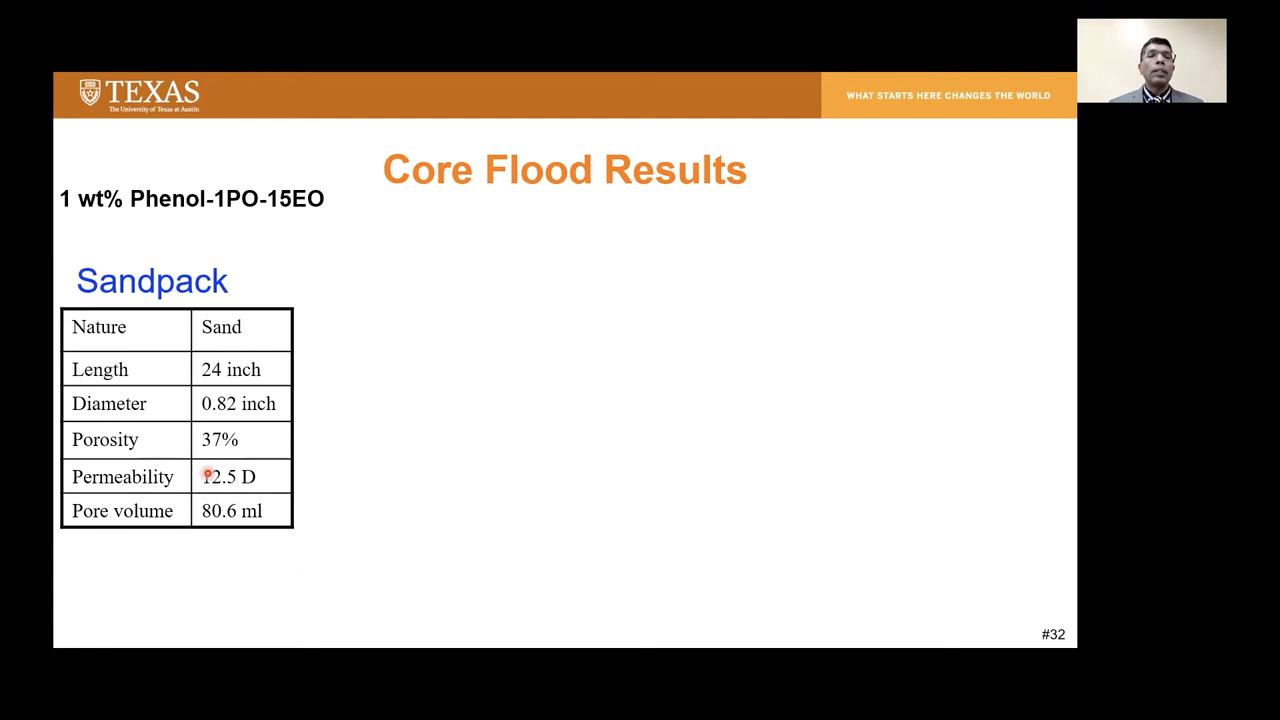 TEXAS
The University of Texas at Austin
WHAT STARTS HERE CHANGES THE WORLD
Core Flood Results
1 wt% Phenol-1PO-15EO
Sandpack
Nature Sand
Length 24 inch
Diameter 0.82 inch
Porosity 37%
Permeability 12.5 D
Pore volume 80.6 ml
#32